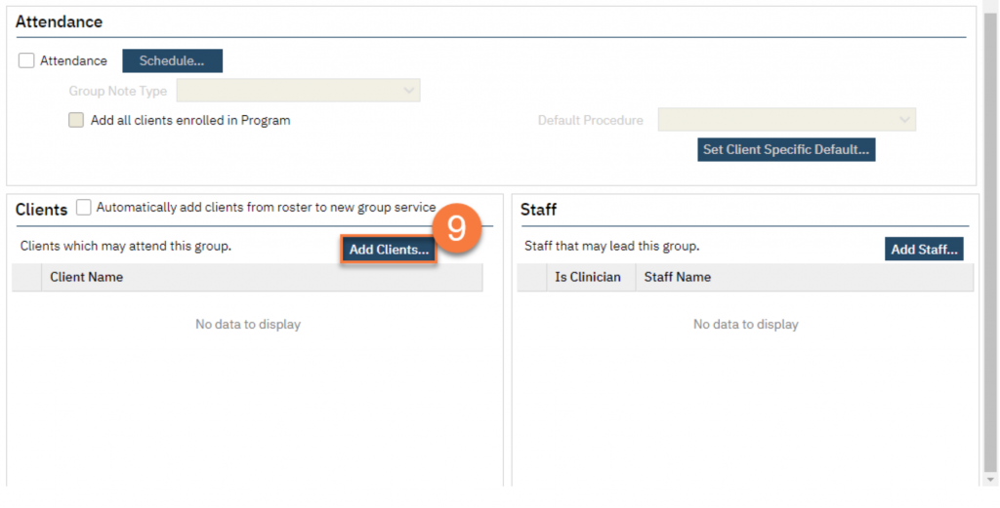 Attendance
Attendance Schedule...
Group Note Type
Add all clients enrolled in Program Default Procedure
Set Client Specific Default...
Clients Automatically add clients from roster to new group service
9
Clients which may attend this group. Add Clients...
Client Name
No data to display
Staff
Staff that may lead this group. Add Staff...
Is Clinician Staff Name
No data to display